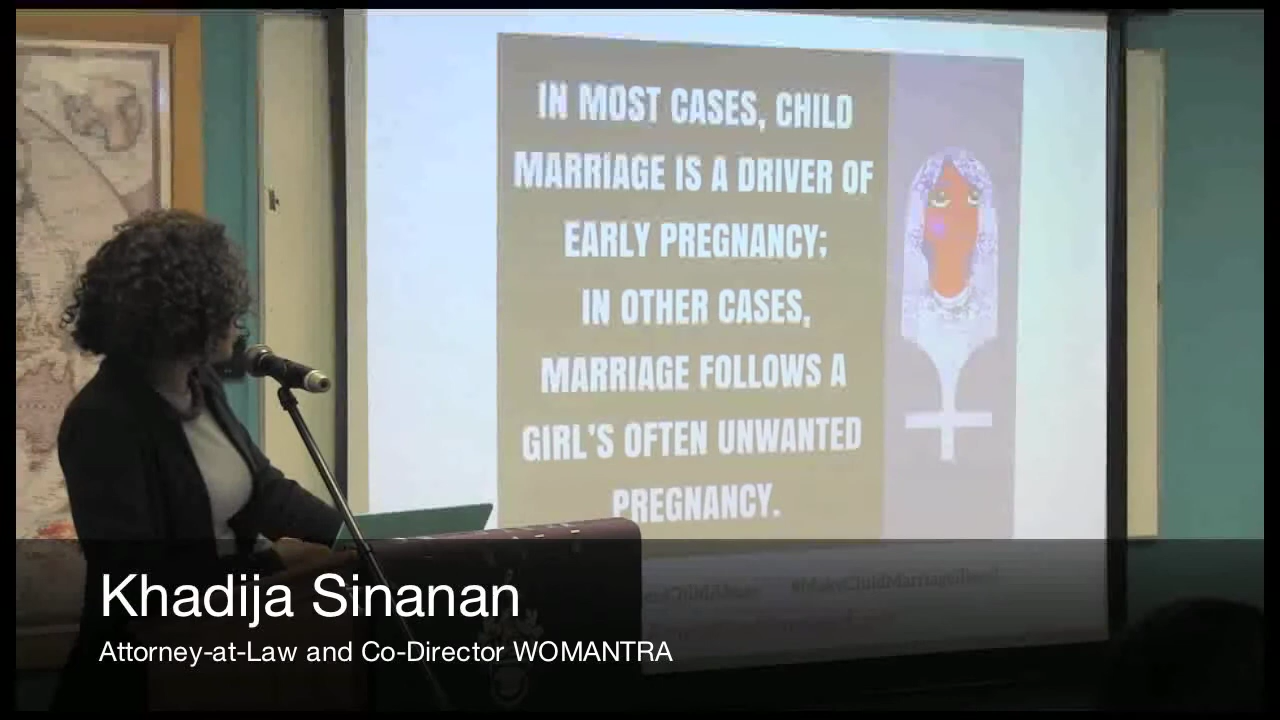 IN MOST CASES, CHILD
MARRIAGE IS A DRIVER OF
EARLY PREGNANCY;
IN OTHER CASES,
MARRIAGE FOLLOWS A
GIRL'S OFTEN UNWANTED
PREGNANCY.
Khadija Sinanan
Attorney-at-Law and Co-Director WOMANTRA